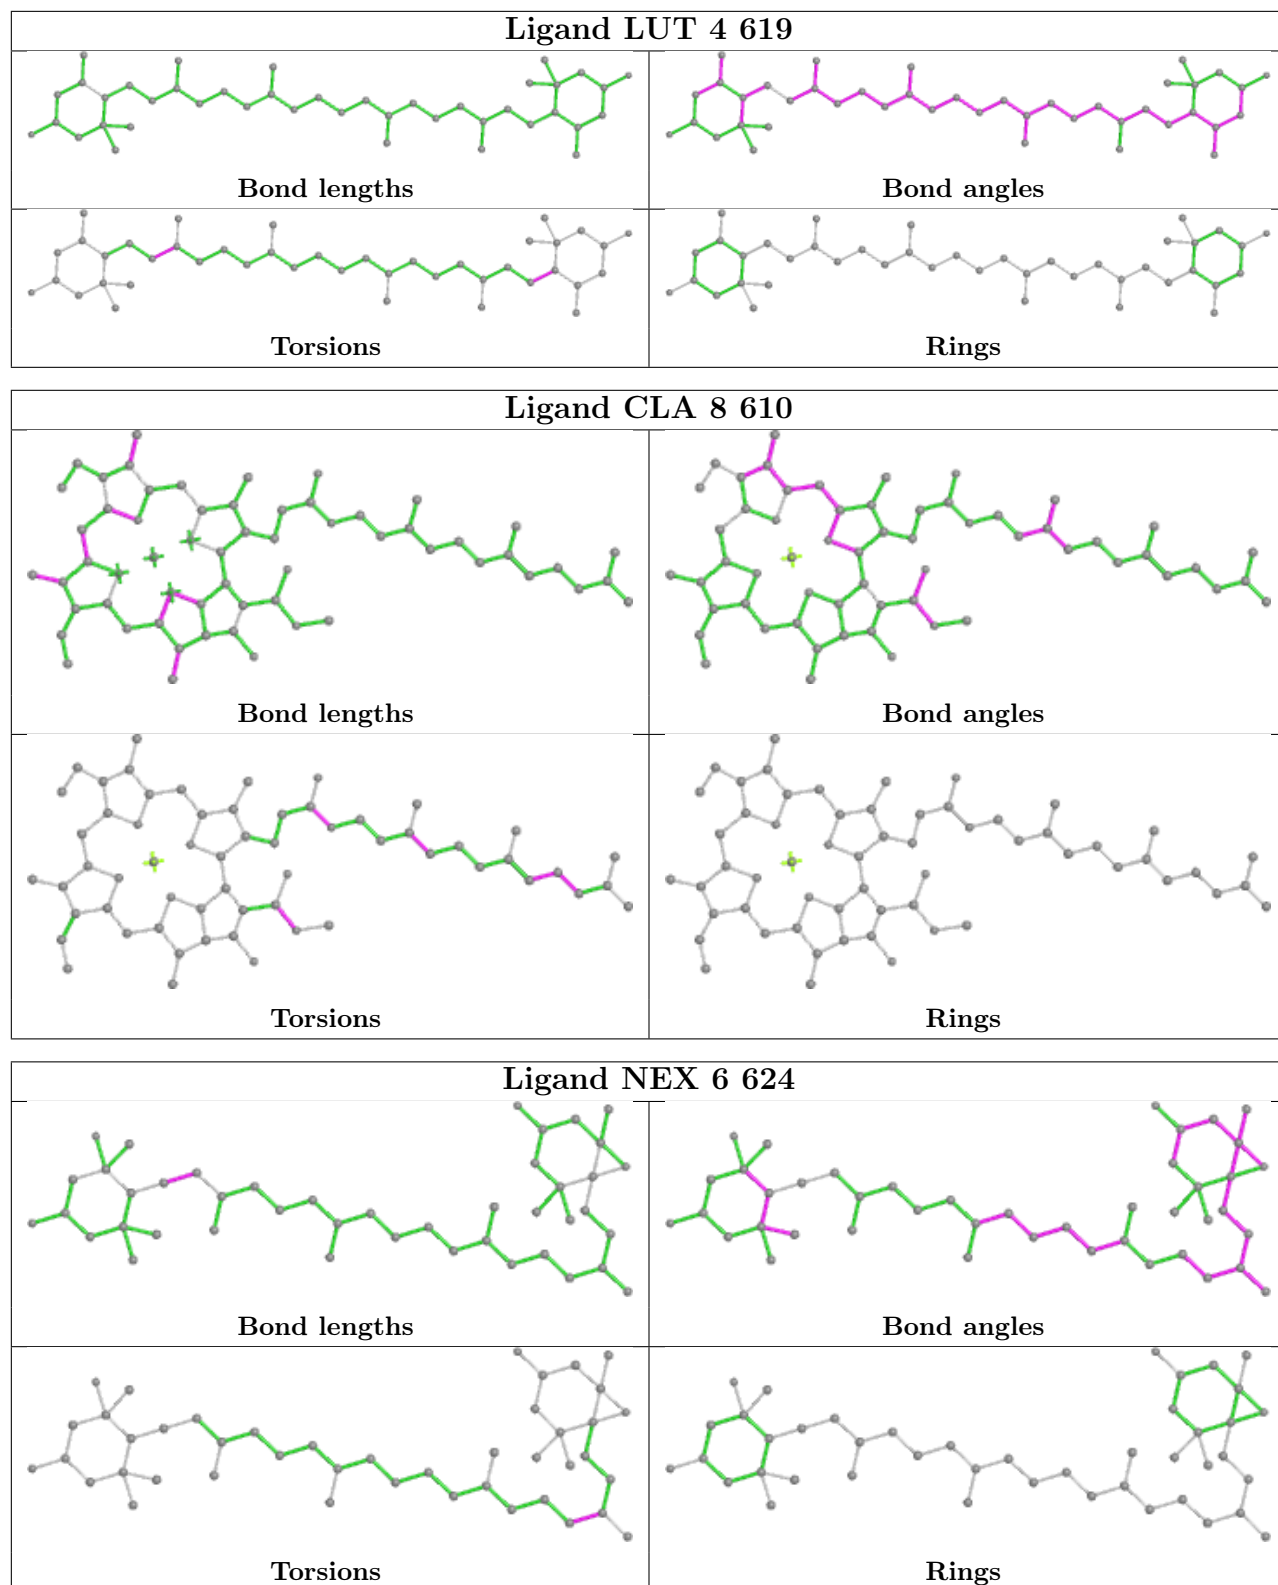 Ligand LUT 4 619
Bond lengths
Bond angles
Torsions
Rings
Ligand CLA 8 610
Bond lengths
Bond angles
Torsions
Rings
Ligand NEX 6 624
Bond lengths
Bond angles
Torsions
Rings